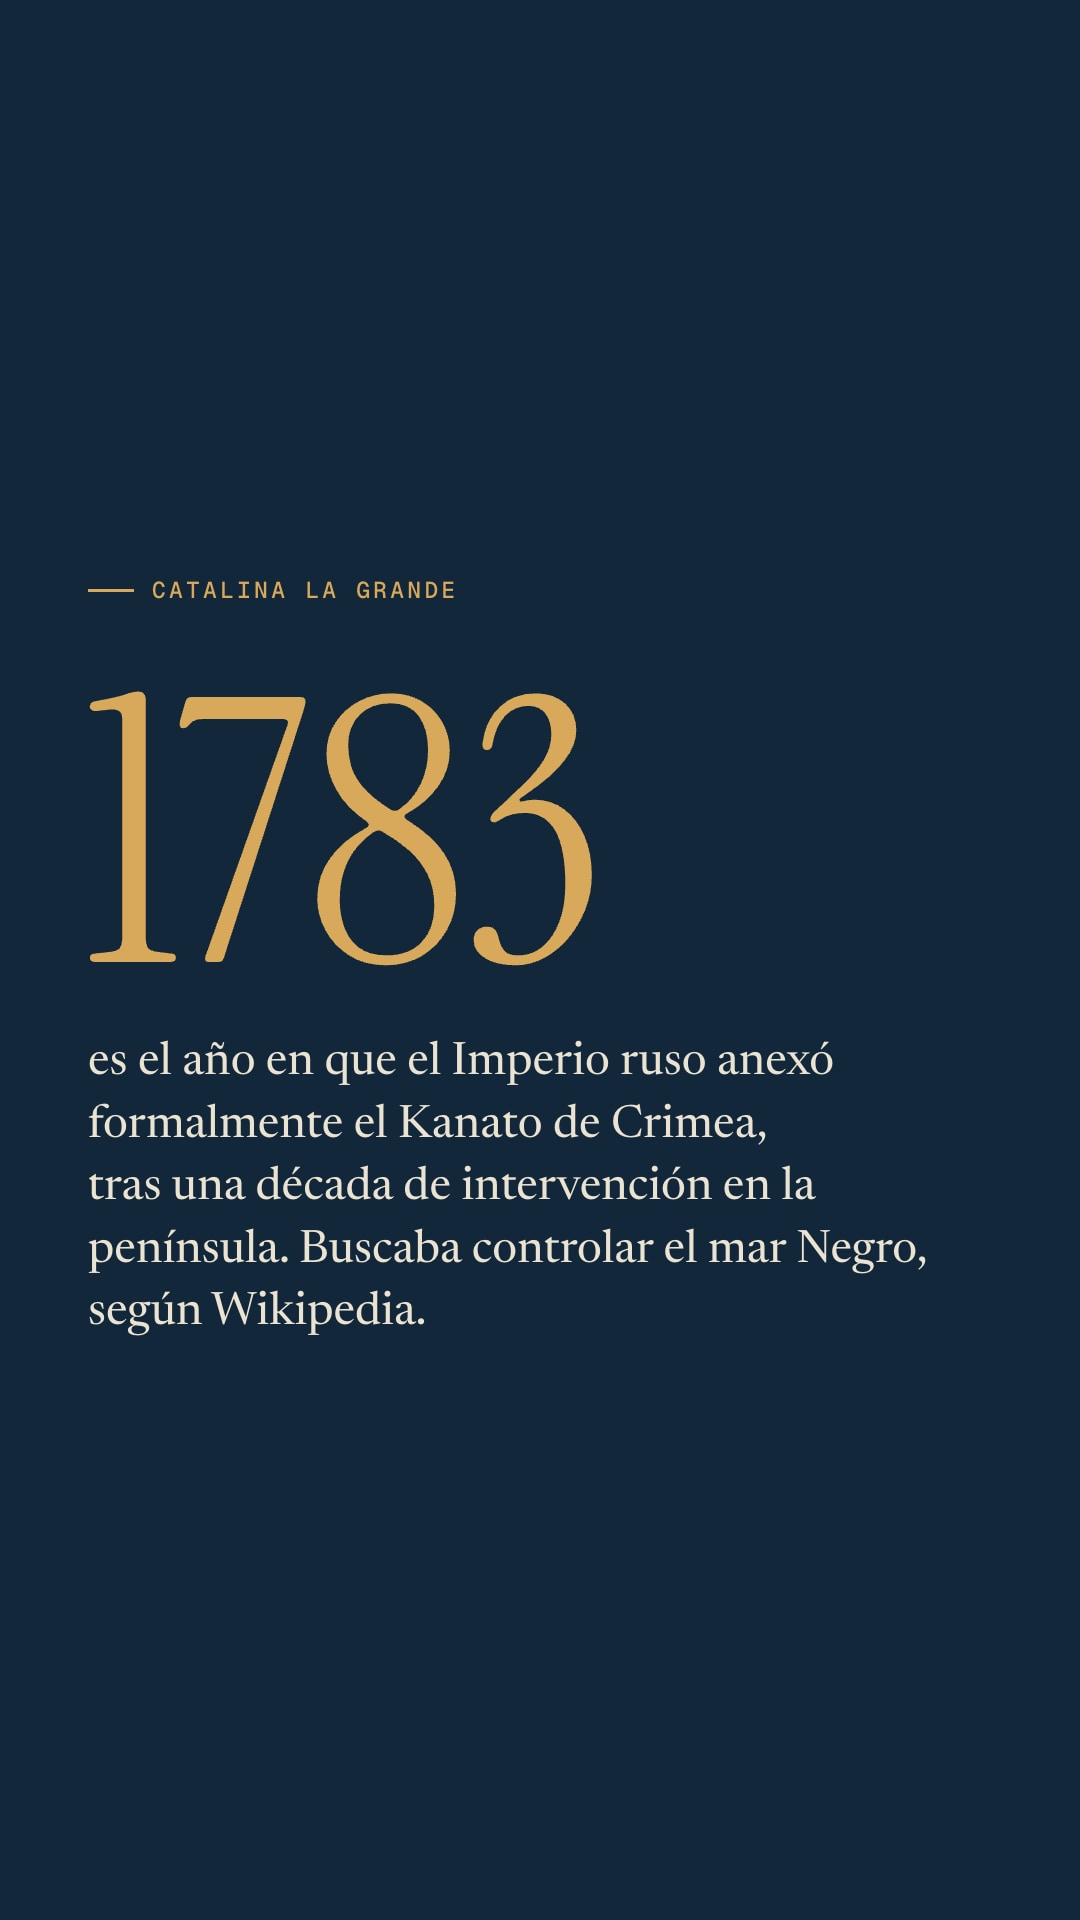 CATALINA LA GRANDE
1783
es el año en que el Imperio ruso anexó
formalmente el Kanato de Crimea,
tras una década de intervención en la
península. Buscaba controlar el mar Negro,
según Wikipedia.